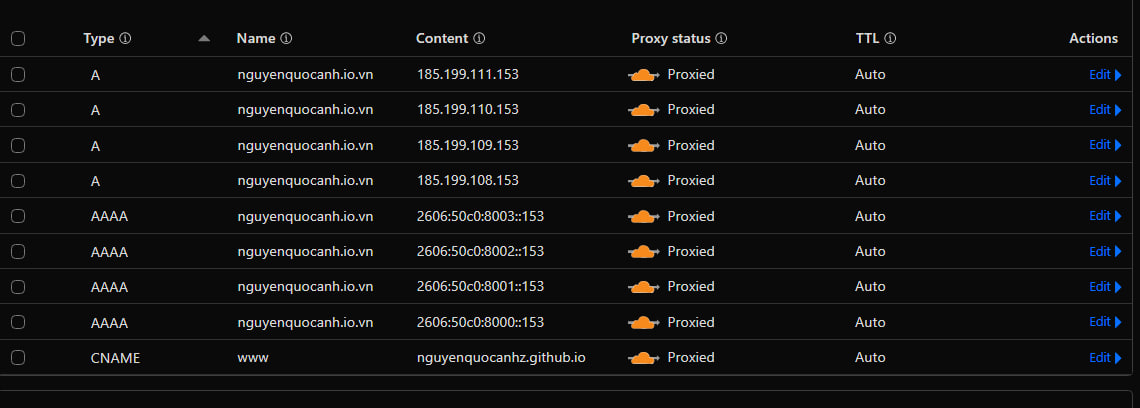 Type Name Content Proxy status TTL Actions
A nguyenquocanh.io.vn 185.199.111.153 Proxied Auto Edit
A nguyenquocanh.io.vn 185.199.110.153 Proxied Auto Edit
A nguyenquocanh.io.vn 185.199.109.153 Proxied Auto Edit
A nguyenquocanh.io.vn 185.199.108.153 Proxied Auto Edit
AAAA nguyenquocanh.io.vn 2606:50c0:8003::153 Proxied Auto Edit
AAAA nguyenquocanh.io.vn 2606:50c0:8002::153 Proxied Auto Edit
AAAA nguyenquocanh.io.vn 2606:50c0:8001::153 Proxied Auto Edit
AAAA nguyenquocanh.io.vn 2606:50c0:8000::153 Proxied Auto Edit
CNAME www nguyenquocanhz.github.io Proxied Auto Edit